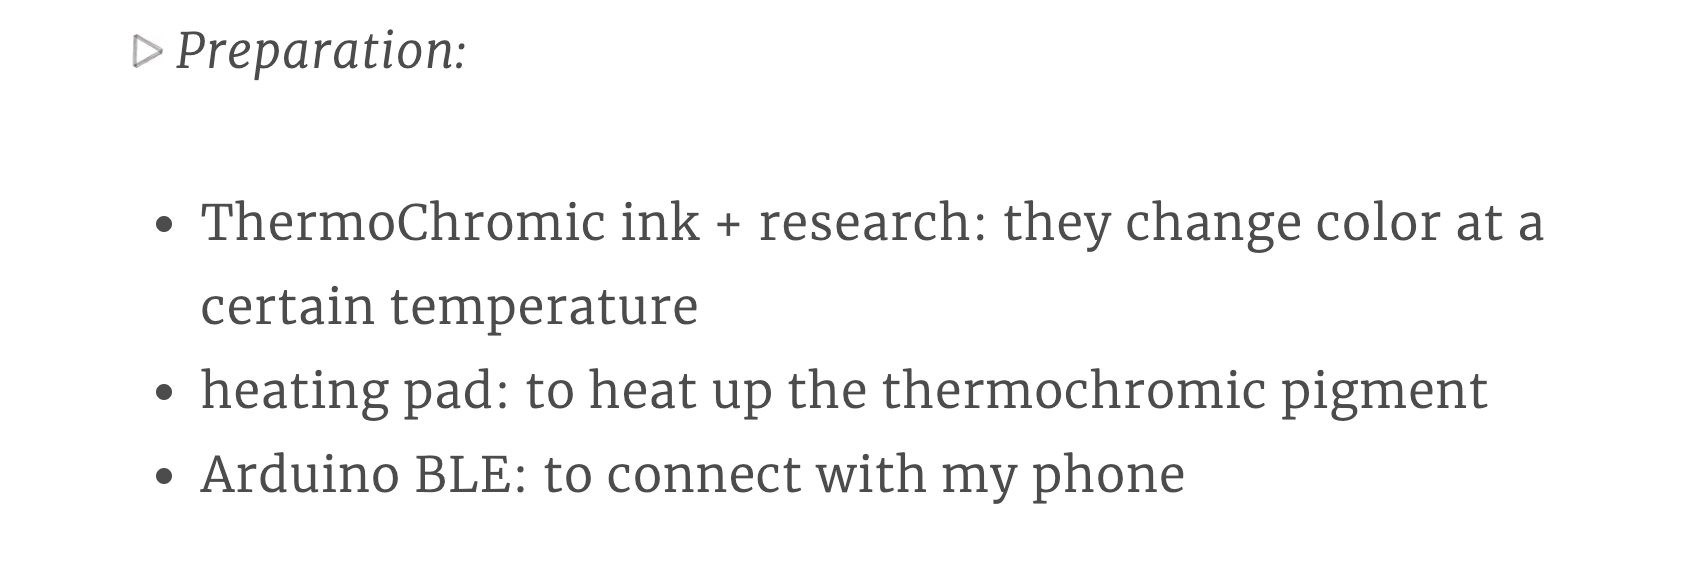 ▷ Preparation:
• ThermoChromic ink + research: they change color at a
certain temperature
• heating pad: to heat up the thermochromic pigment
• Arduino BLE: to connect with my phone